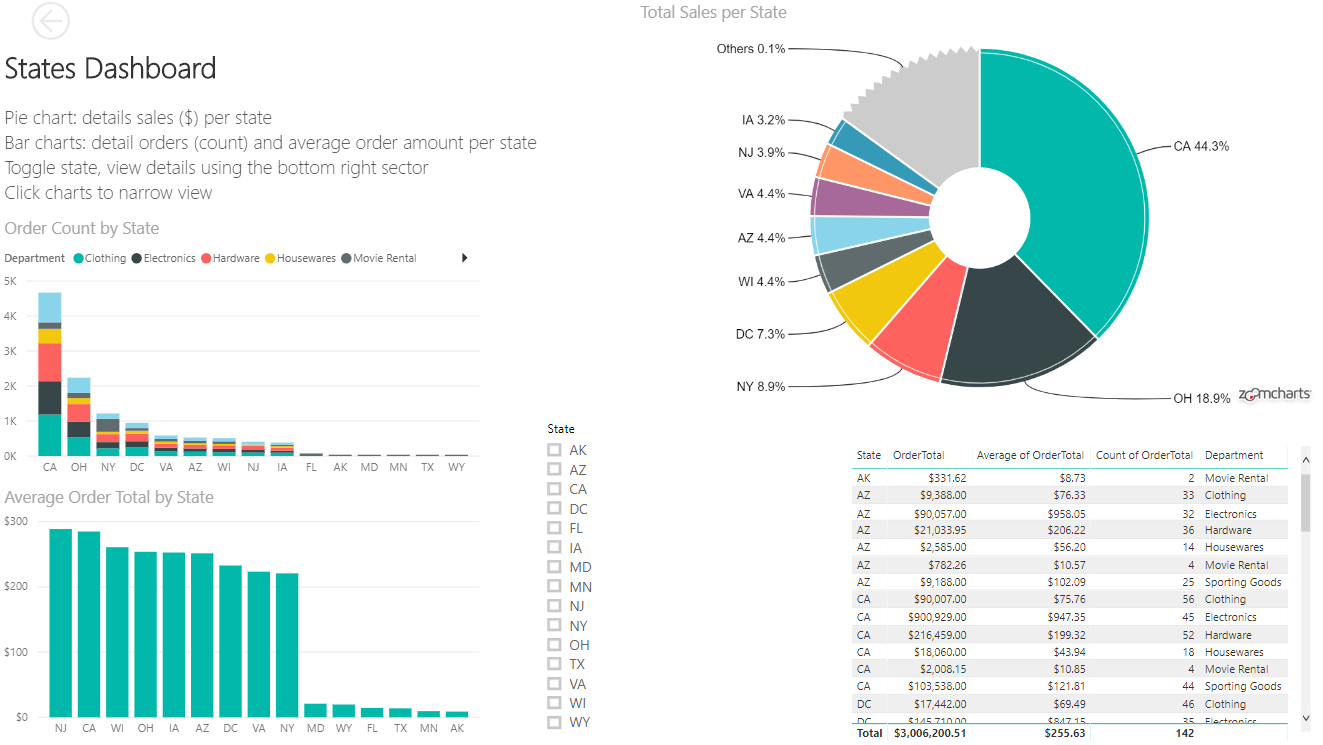 States Dashboard
Pie chart: details sales ($) per state
Bar charts: detail orders (count) and average order amount per state
Toggle state, view details using the bottom right sector
Click charts to narrow view
Order Count by State
Department Clothing Electronics Hardware Housewares Movie Rental
5K
4K
3K
2K
1K
0K
CA OH NY DC VA AZ WI NJ IA FL AK MD MN TX WY
Average Order Total by State
$300
$200
$100
$0
NJ CA WI OH IA AZ DC VA NY MD WY FL TX MN AK
Total Sales per State
Others 0.1%
IA 3.2%
NJ 3.9%
VA 4.4%
AZ 4.4%
WI 4.4%
DC 7.3%
NY 8.9%
CA 44.3%
OH 18.9%
zoomcharts
State
AK
AZ
CA
DC
FL
IA
MD
MN
NJ
NY
OH
TX
VA
WI
WY
State OrderTotal Average of OrderTotal Count of OrderTotal Department
AK $331.62 $8.73 2 Movie Rental
AZ $9,388.00 $76.33 33 Clothing
AZ $90,057.00 $958.05 32 Electronics
AZ $21,033.95 $206.22 36 Hardware
AZ $2,585.00 $56.20 14 Housewares
AZ $782.26 $10.57 4 Movie Rental
AZ $9,188.00 $102.09 25 Sporting Goods
CA $90,007.00 $75.76 56 Clothing
CA $900,929.00 $947.35 45 Electronics
CA $216,459.00 $199.32 52 Hardware
CA $18,060.00 $43.94 18 Housewares
CA $2,008.15 $10.85 4 Movie Rental
CA $103,538.00 $121.81 44 Sporting Goods
DC $17,442.00 $69.49 46 Clothing
DC $145,710.00 $847.15 35 Electronics
Total $3,006,200.51 $255.63 142